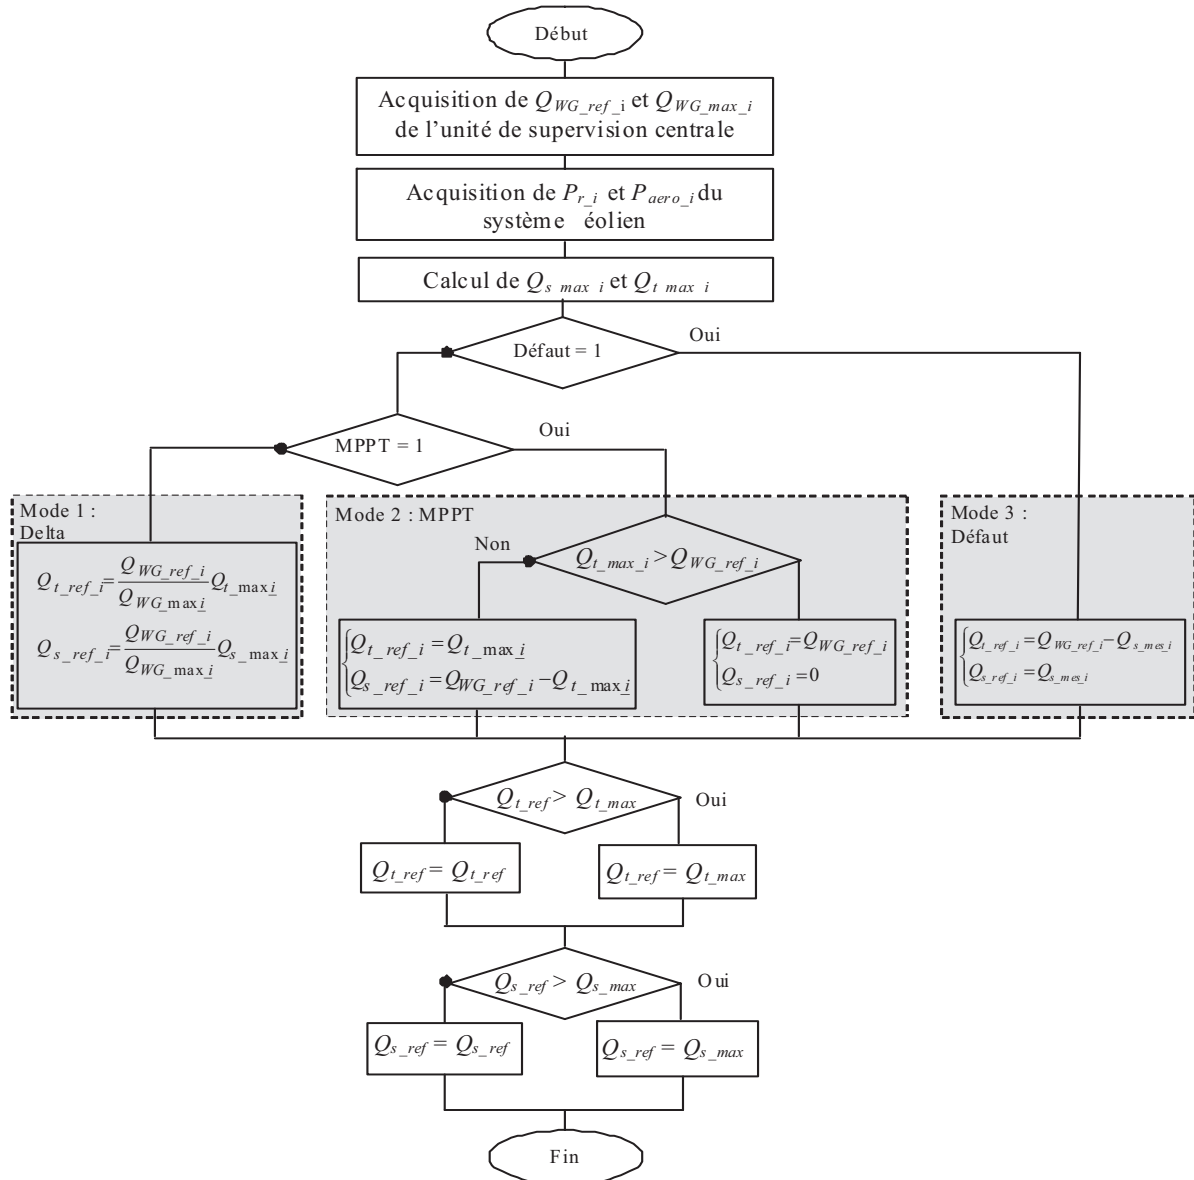 Début
Acquisition de Q_WG_ref_i et Q_WG_max_i
de l'unité de supervision centrale
Acquisition de P_r_i et P_aero_i du
système éolien
Calcul de Q_s max i et Q_t max i
Défaut = 1
Oui
MPPT = 1
Oui
Mode 1 :
Delta
Q_t_ref_i = Q_WG_ref_i / Q_WG_max_i Q_t_max_i
Q_s_ref_i = Q_WG_ref_i / Q_WG_max_i Q_s_max_i
Mode 2 : MPPT
Non
Q_t_max_i > Q_WG_ref_i
{ Q_t_ref_i = Q_t_max_i
Q_s_ref_i = Q_WG_ref_i − Q_t_max_i
{ Q_t_ref_i = Q_WG_ref_i
Q_s_ref_i = 0
Mode 3 :
Défaut
{ Q_t_ref_i = Q_WG_ref_i − Q_s_mes_i
Q_s_ref_i = Q_s_mes_i
Q_t_ref > Q_t_max
Oui
Q_t_ref = Q_t_ref
Q_t_ref = Q_t_max
Q_s_ref > Q_s_max
Oui
Q_s_ref = Q_s_ref
Q_s_ref = Q_s_max
Fin